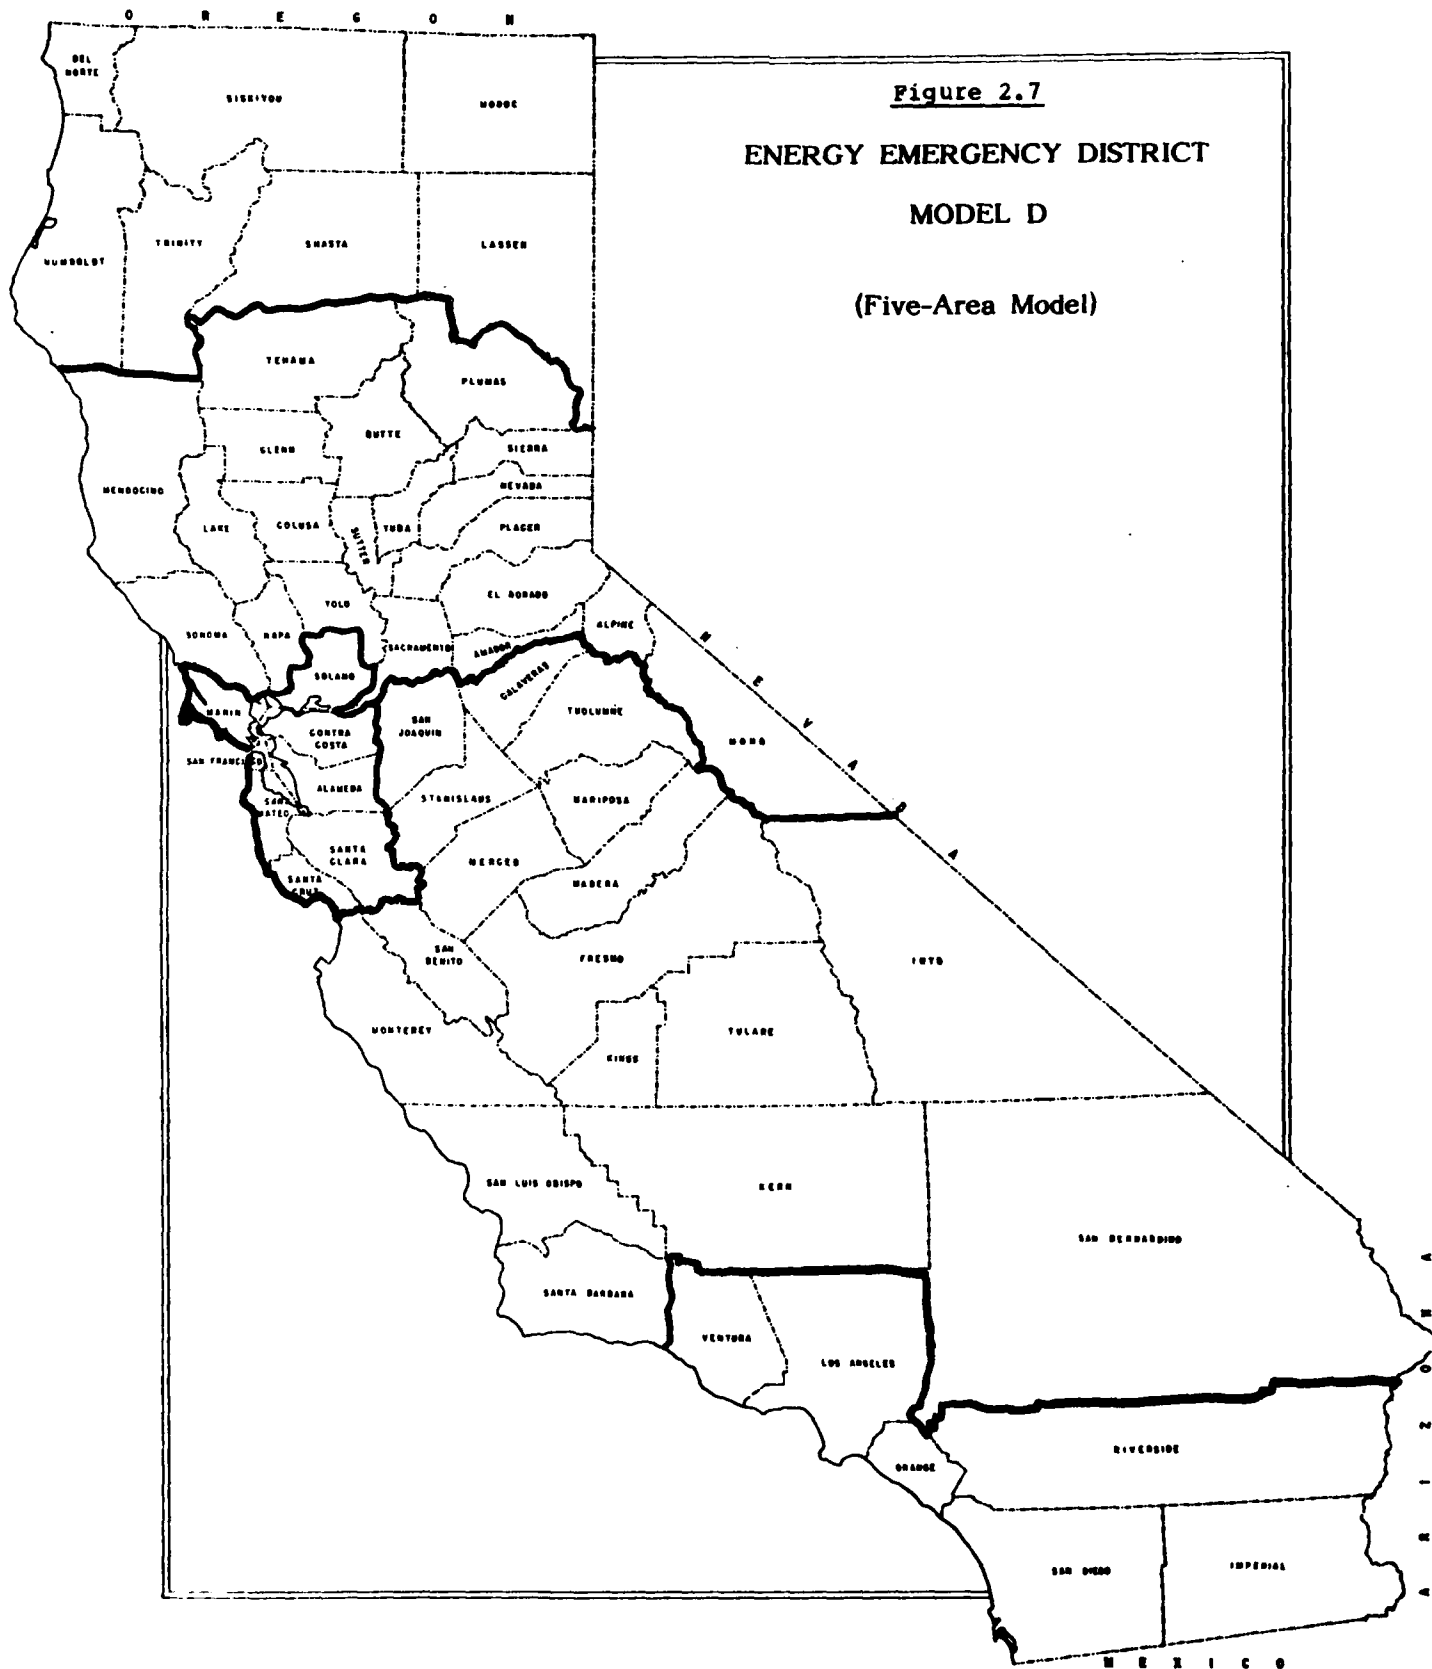 O R E G O N
DEL
NORTE
SISKIYOU
MODOC
Figure 2.7
ENERGY EMERGENCY DISTRICT
MODEL D
(Five-Area Model)
HUMBOLDT
TRINITY
SHASTA
LASSEN
TEHAMA
PLUMAS
BUTTE
GLENN
SIERRA
MENDOCINO
NEVADA
LAKE
COLUSA
SUTTER
YUBA
PLACER
EL DORADO
YOLO
ALPINE
SONOMA
NAPA
SACRAMENTO
AMADOR
SOLANO
CALAVERAS
N E V A D A
MARIN
SAN
JOAQUIN
TUOLUMNE
CONTRA
COSTA
MONO
SAN FRANCISCO
ALAMEDA
SAN
MATEO
STANISLAUS
MARIPOSA
SANTA
CLARA
MERCED
SANTA
CRUZ
MADERA
SAN
BENITO
FRESNO
INYO
MONTEREY
TULARE
KINGS
SAN LUIS OBISPO
KERN
SAN BERNARDINO
SANTA BARBARA
VENTURA
LOS ANGELES
A R I Z O N A
RIVERSIDE
ORANGE
SAN DIEGO
IMPERIAL
M E X I C O